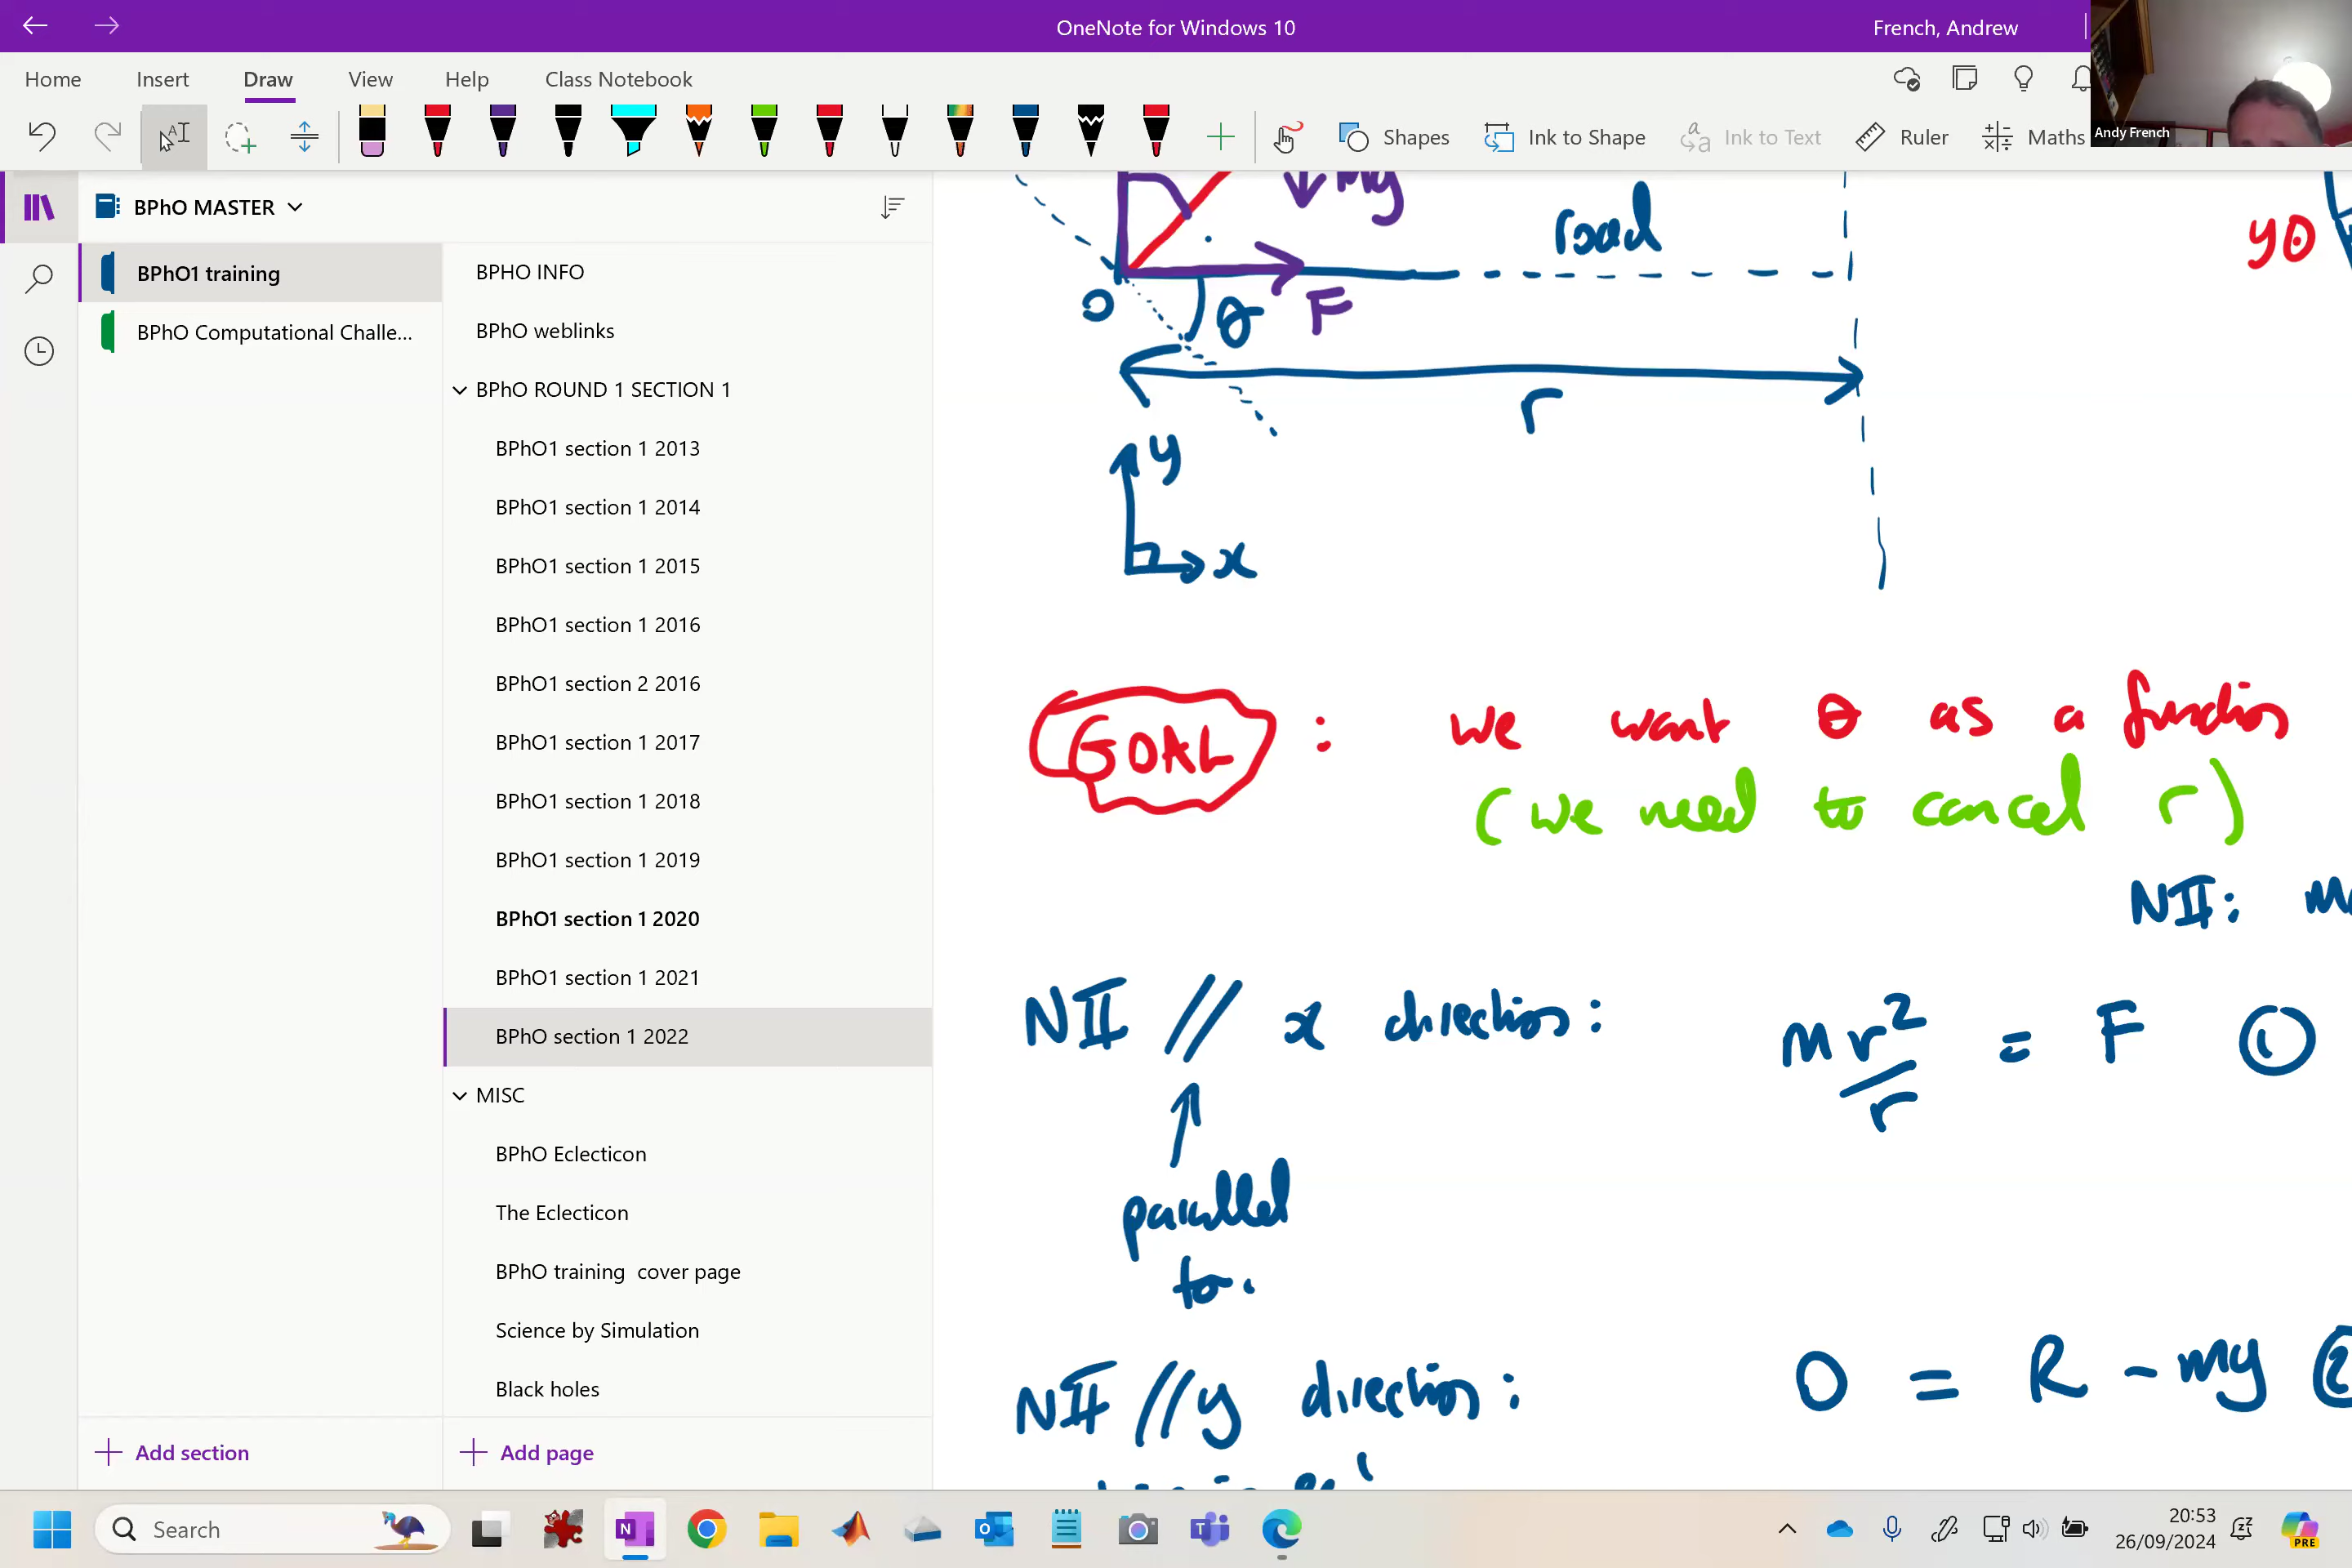 OneNote for Windows 10
French, Andrew
Home Insert Draw View Help Class Notebook
Shapes Ink to Shape Ink to Text Ruler Maths
Andy French
BPhO MASTER
BPhO1 training
BPhO Computational Challe...
BPHO INFO
BPhO weblinks
BPhO ROUND 1 SECTION 1
BPhO1 section 1 2013
BPhO1 section 1 2014
BPhO1 section 1 2015
BPhO1 section 1 2016
BPhO1 section 2 2016
BPhO1 section 1 2017
BPhO1 section 1 2018
BPhO1 section 1 2019
BPhO1 section 1 2020
BPhO1 section 1 2021
BPhO section 1 2022
MISC
BPhO Eclecticon
The Eclecticon
BPhO training cover page
Science by Simulation
Black holes
Add section
Add page
mg
road
O
θ
F
r
y
x
GOAL : we want θ as a function
(we need to cancel r)
NII: m
NII // x direction: mv²/r = F ①
parallel
to.
NII // y direction: 0 = R - mg ②
Search
20:53
26/09/2024
PRE